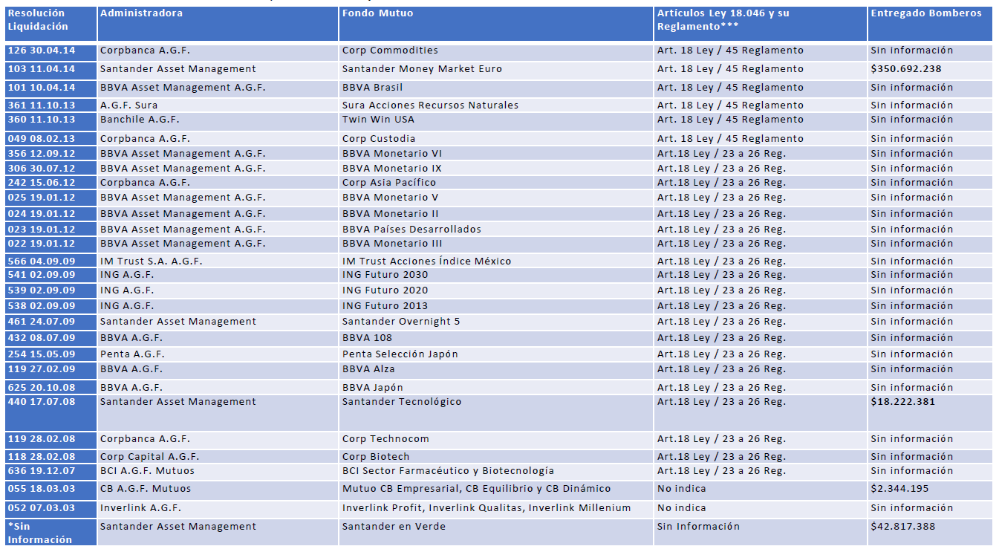 Resolución Liquidación | Administradora | Fondo Mutuo | Artículos Ley 18.046 y su Reglamento*** | Entregado Bomberos
126 30.04.14 | Corpbanca A.G.F. | Corp Commodities | Art. 18 Ley / 45 Reglamento | Sin información
103 11.04.14 | Santander Asset Management | Santander Money Market Euro | Art. 18 Ley / 45 Reglamento | $350.692.238
101 10.04.14 | BBVA Asset Management A.G.F. | BBVA Brasil | Art. 18 Ley / 45 Reglamento | Sin información
361 11.10.13 | A.G.F. Sura | Sura Acciones Recursos Naturales | Art. 18 Ley / 45 Reglamento | Sin información
360 11.10.13 | Banchile A.G.F. | Twin Win USA | Art. 18 Ley / 45 Reglamento | Sin información
049 08.02.13 | Corpbanca A.G.F. | Corp Custodia | Art. 18 Ley / 45 Reglamento | Sin información
356 12.09.12 | BBVA Asset Management A.G.F. | BBVA Monetario VI | Art.18 Ley / 23 a 26 Reg. | Sin información
306 30.07.12 | BBVA Asset Management A.G.F. | BBVA Monetario IX | Art.18 Ley / 23 a 26 Reg. | Sin información
242 15.06.12 | Corpbanca A.G.F. | Corp Asia Pacífico | Art.18 Ley / 23 a 26 Reg. | Sin información
025 19.01.12 | BBVA Asset Management A.G.F. | BBVA Monetario V | Art.18 Ley / 23 a 26 Reg. | Sin información
024 19.01.12 | BBVA Asset Management A.G.F. | BBVA Monetario II | Art.18 Ley / 23 a 26 Reg. | Sin información
023 19.01.12 | BBVA Asset Management A.G.F. | BBVA Países Desarrollados | Art.18 Ley / 23 a 26 Reg. | Sin información
022 19.01.12 | BBVA Asset Management A.G.F. | BBVA Monetario III | Art.18 Ley / 23 a 26 Reg. | Sin información
566 04.09.09 | IM Trust S.A. A.G.F. | IM Trust Acciones Índice México | Art.18 Ley / 23 a 26 Reg. | Sin información
541 02.09.09 | ING A.G.F. | ING Futuro 2030 | Art.18 Ley / 23 a 26 Reg. | Sin información
539 02.09.09 | ING A.G.F. | ING Futuro 2020 | Art.18 Ley / 23 a 26 Reg. | Sin información
538 02.09.09 | ING A.G.F. | ING Futuro 2013 | Art.18 Ley / 23 a 26 Reg. | Sin información
461 24.07.09 | Santander Asset Management | Santander Overnight 5 | Art.18 Ley / 23 a 26 Reg. | Sin información
432 08.07.09 | BBVA A.G.F. | BBVA 108 | Art.18 Ley / 23 a 26 Reg. | Sin información
254 15.05.09 | Penta A.G.F. | Penta Selección Japón | Art.18 Ley / 23 a 26 Reg. | Sin información
119 27.02.09 | BBVA A.G.F. | BBVA Alza | Art.18 Ley / 23 a 26 Reg. | Sin información
625 20.10.08 | BBVA A.G.F. | BBVA Japón | Art.18 Ley / 23 a 26 Reg. | Sin información
440 17.07.08 | Santander Asset Management | Santander Tecnológico | Art.18 Ley / 23 a 26 Reg. | $18.222.381
119 28.02.08 | Corpbanca A.G.F. | Corp Technocom | Art.18 Ley / 23 a 26 Reg. | Sin información
118 28.02.08 | Corp Capital A.G.F. | Corp Biotech | Art.18 Ley / 23 a 26 Reg. | Sin información
636 19.12.07 | BCI A.G.F. Mutuos | BCI Sector Farmacéutico y Biotecnología | Art.18 Ley / 23 a 26 Reg. | Sin información
055 18.03.03 | CB A.G.F. Mutuos | Mutuo CB Empresarial, CB Equilibrio y CB Dinámico | No indica | $2.344.195
052 07.03.03 | Inverlink A.G.F. | Inverlink Profit, Inverlink Qualitas, Inverlink Millenium | No indica | Sin información
*Sin Información | Santander Asset Management | Santander en Verde | Sin Información | $42.817.388